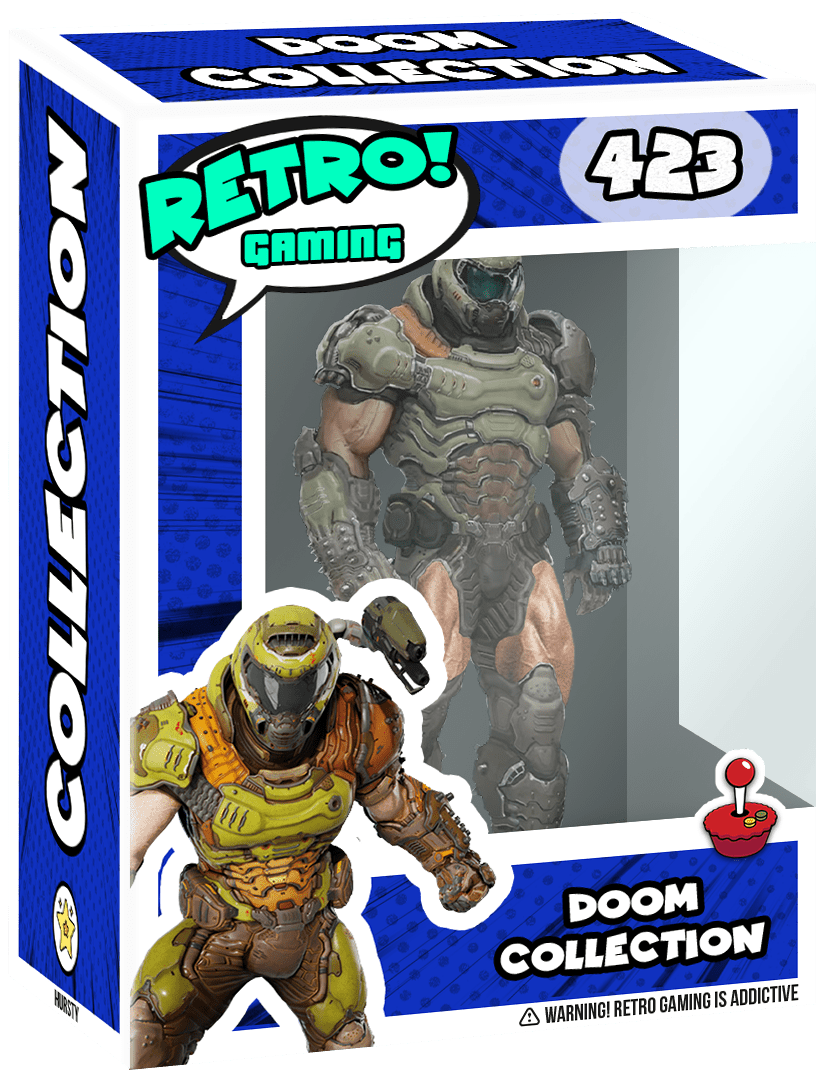 DOOM
COLLECTION
RETRO!
GAMING
423
COLLECTION
HURSTY
DOOM
COLLECTION
WARNING! RETRO GAMING IS ADDICTIVE